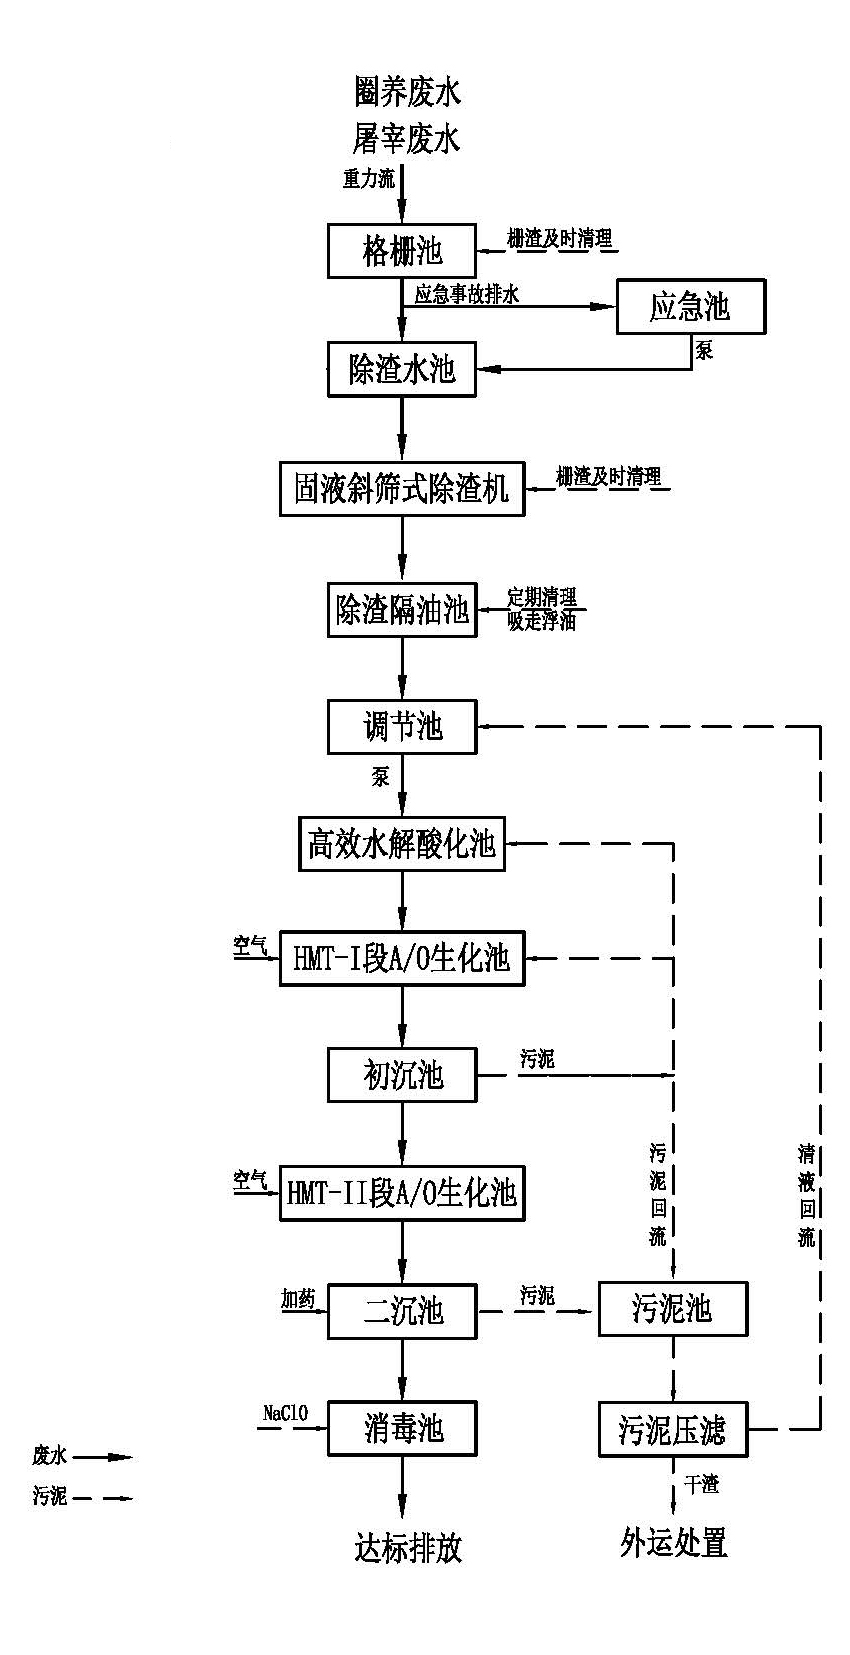 圈养废水
屠宰废水
重力流
格栅池
栅渣及时清理
应急事故排水
应急池
泵
除渣水池
固液斜筛式除渣机
栅渣及时清理
除渣隔油池
定期清理
吸走浮油
调节池
泵
高效水解酸化池
空气
HMT-I段A/O生化池
初沉池
污泥
污泥回流
清液回流
空气
HMT-II段A/O生化池
加药
二沉池
污泥
污泥池
NaClO
消毒池
污泥压滤
废水
污泥
干渣
达标排放
外运处置